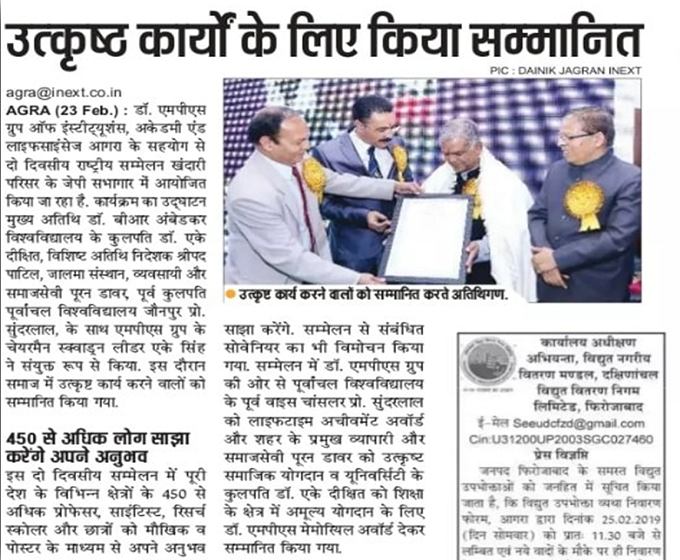 उत्कृष्ट कार्यों के लिए किया सम्मानित
PIC : DAINIK JAGRAN INEXT
agra@inext.co.in
AGRA (23 Feb.) : डॉ. एमपीएस
ग्रुप ऑफ इंस्टीट्यूशंस, अकेडमी एंड
लाइफसाइंसेज आगरा के सहयोग से
दो दिवसीय राष्ट्रीय सम्मेलन खंदारी
परिसर के जेपी सभागार में आयोजित
किया जा रहा है. कार्यक्रम का उद्घाटन
मुख्य अतिथि डॉ. बीआर अंबेडकर
विश्वविद्यालय के कुलपति डॉ. एके
दीक्षित, विशिष्ट अतिथि निदेशक श्रीपद
पाटिल, जालमा संस्थान, व्यवसायी और
समाजसेवी पूरन डावर, पूर्व कुलपति
पूर्वाचल विश्वविद्यालय जौनपुर प्रो.
सुंदरलाल, के साथ एमपीएस ग्रुप के
चेयरमैन स्क्वाड्रन लीडर एके सिंह
ने संयुक्त रूप से किया. इस दौरान
समाज में उत्कृष्ट कार्य करने वालों को
सम्मानित किया गया.
450 से अधिक लोग साझा
करेंगे अपने अनुभव
इस दो दिवसीय सम्मेलन में पूरी
देश के विभिन्न क्षेत्रों के 450 से
अधिक प्रोफेसर, साइंटिस्ट, रिसर्च
स्कोलर और छात्रों को मौखिक व
पोस्टर के माध्यम से अपने अनुभव
उत्कृष्ट कार्य करने वालों को सम्मानित करते अतिथिगण.
साझा करेंगे. सम्मेलन से संबंधित
सोवेनियर का भी विमोचन किया
गया. सम्मेलन में डॉ. एमपीएस ग्रुप
की ओर से पूर्वांचल विश्वविद्यालय
के पूर्व वाइस चांसलर प्रो. सुंदरलाल
को लाइफटाइम अचीवमेंट अवॉर्ड
और शहर के प्रमुख व्यापारी और
समाजसेवी पूरन डावर को उत्कृष्ट
समाजिक योगदान व यूनिवर्सिटी के
कुलपति डॉ. एके दीक्षित को शिक्षा
के क्षेत्र में अमूल्य योगदान के लिए
डॉ. एमपीएस मेमोरियल अवॉर्ड देकर
सम्मानित किया गया.
कार्यालय अधीक्षण
अभियन्ता, विद्युत नगरीय
वितरण मण्डल, दक्षिणांचल
विद्युत वितरण निगम
लिमिटेड, फिरोजाबाद
ई-मेल Seeudcfzd@gmail.com
Cin:U31200UP2003SGC027460
प्रेस विज्ञप्ति
जनपद फिरोजाबाद के समस्त विद्युत
उपभोक्ताओं को जनहित में सूचित किया
जाता है, कि विद्युत उपभोक्ता व्यथा निवारण
फोरम, आगरा द्वारा दिनांक 25.02.2019
(दिन सोमवार) को प्रातः 11.30 बजे से
लम्बित एवं नये वादों के मौके पर ही निवारण